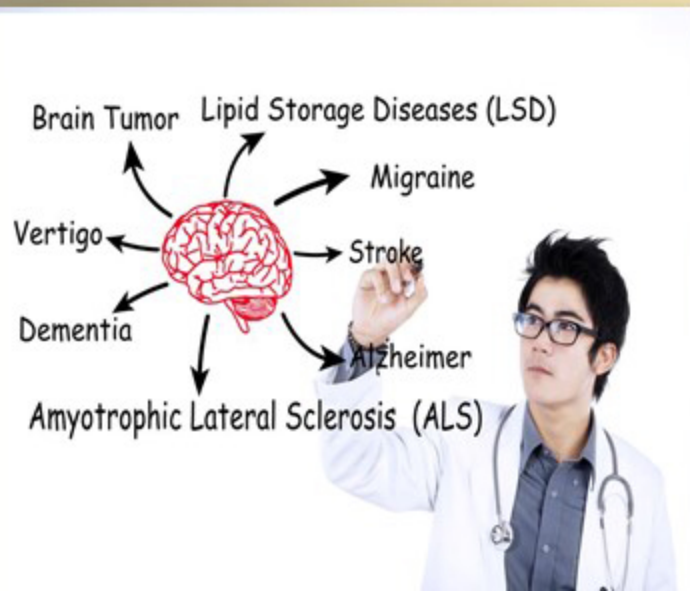 Brain Tumor
Lipid Storage Diseases (LSD)
Migraine
Vertigo
Stroke
Dementia
Alzheimer
Amyotrophic Lateral Sclerosis (ALS)